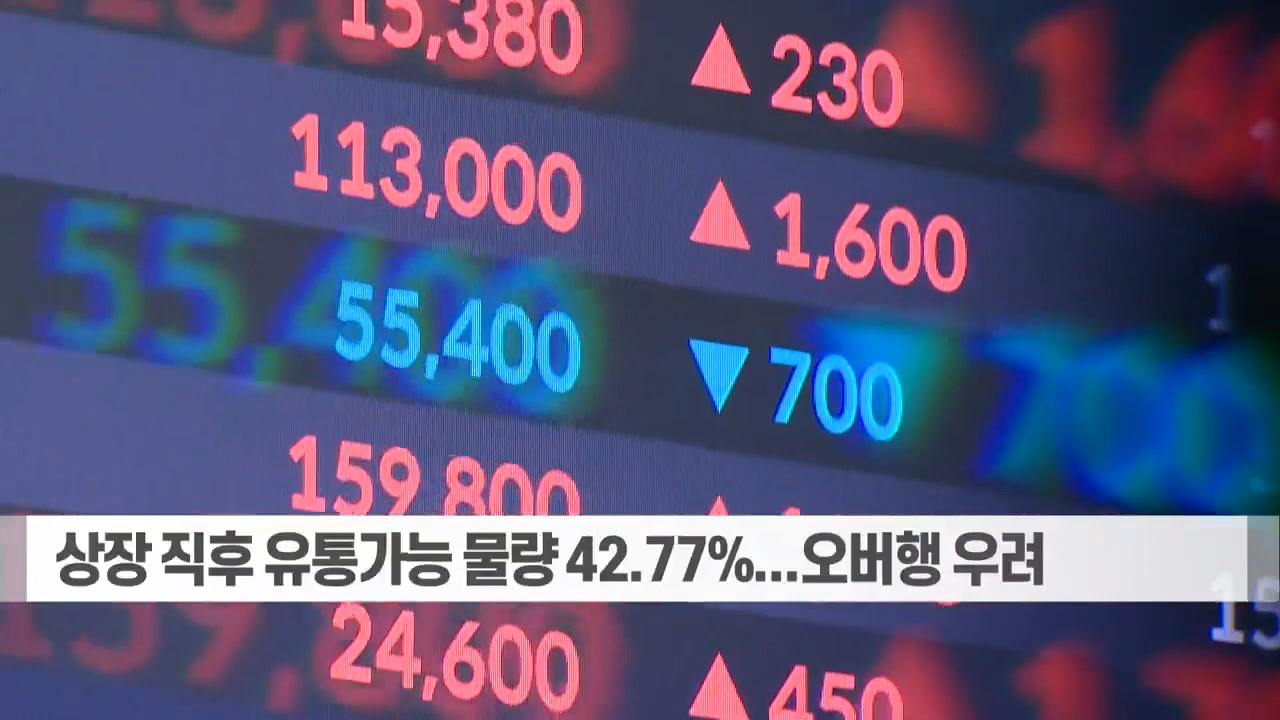 15,380 ▲ 230
113,000 ▲ 1,600
55,400 ▼ 700
159,800 ▲
상장 직후 유통가능 물량 42.77%...오버행 우려
24,600 ▲ 450